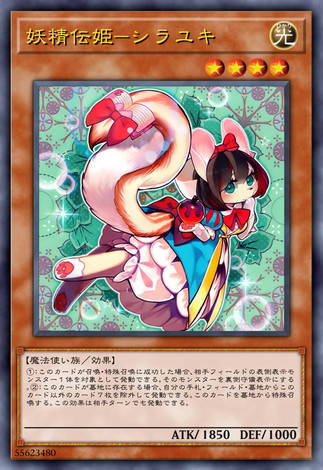 妖精伝姫－シラユキ
光
【魔法使い族／効果】
①:このカードが召喚・特殊召喚に成功した場合、相手フィールドの表側表示モ
ンスター１体を対象として発動できる。そのモンスターを裏側守備表示にする。
②:このカードが墓地に存在する場合、自分の手札・フィールド・墓地からこの
カード以外のカード７枚を除外して発動できる。このカードを墓地から特殊召
喚する。この効果は相手ターンでも発動できる。
ATK/ 1850 DEF/1000
55623480